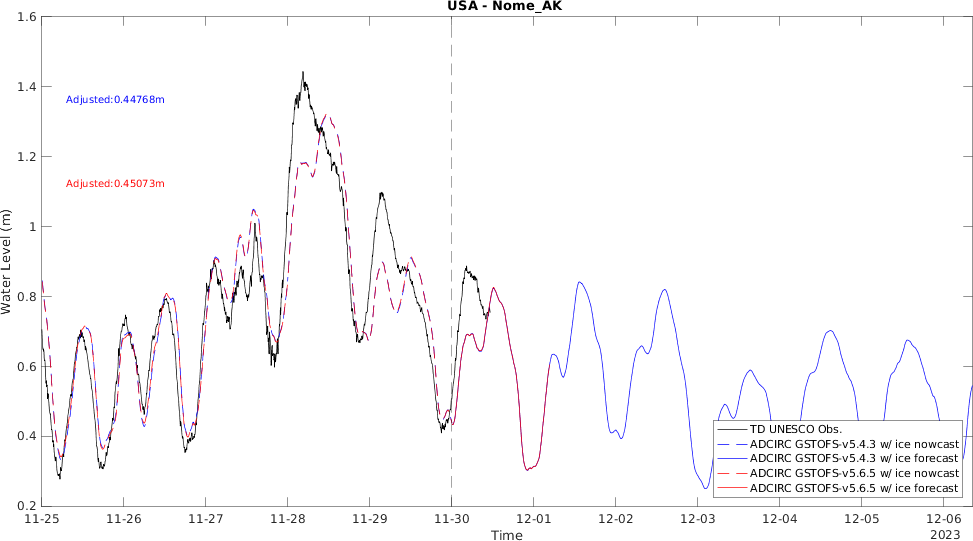 USA - Nome_AK
1.6
1.4
1.2
1
0.8
0.6
0.4
0.2
Water Level (m)
Adjusted:0.44768m
Adjusted:0.45073m
TD UNESCO Obs.
ADCIRC GSTOFS-v5.4.3 w/ ice nowcast
ADCIRC GSTOFS-v5.4.3 w/ ice forecast
ADCIRC GSTOFS-v5.6.5 w/ ice nowcast
ADCIRC GSTOFS-v5.6.5 w/ ice forecast
11-25 11-26 11-27 11-28 11-29 11-30 12-01 12-02 12-03 12-04 12-05 12-06
Time
2023